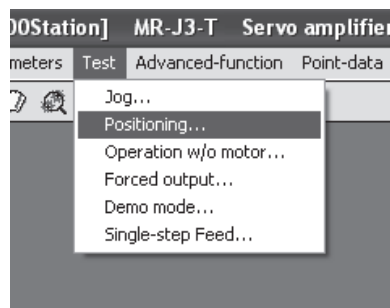 00Station] MR-J3-T Servo amplifier
meters Test Advanced-function Point-data
Jog...
Positioning...
Operation w/o motor...
Forced output...
Demo mode...
Single-step Feed...